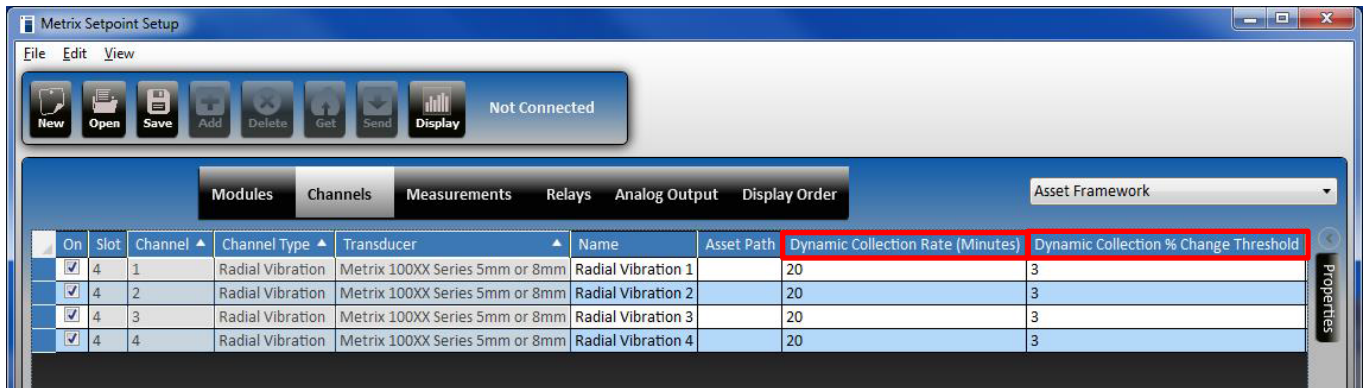 Metrix Setpoint Setup
File Edit View
New Open Save Add Delete Get Send Display Not Connected
Modules Channels Measurements Relays Analog Output Display Order Asset Framework
On Slot Channel Channel Type Transducer Name Asset Path Dynamic Collection Rate (Minutes) Dynamic Collection % Change Threshold
4 1 Radial Vibration Metrix 100XX Series 5mm or 8mm Radial Vibration 1 20 3
4 2 Radial Vibration Metrix 100XX Series 5mm or 8mm Radial Vibration 2 20 3
4 3 Radial Vibration Metrix 100XX Series 5mm or 8mm Radial Vibration 3 20 3
4 4 Radial Vibration Metrix 100XX Series 5mm or 8mm Radial Vibration 4 20 3
Properties